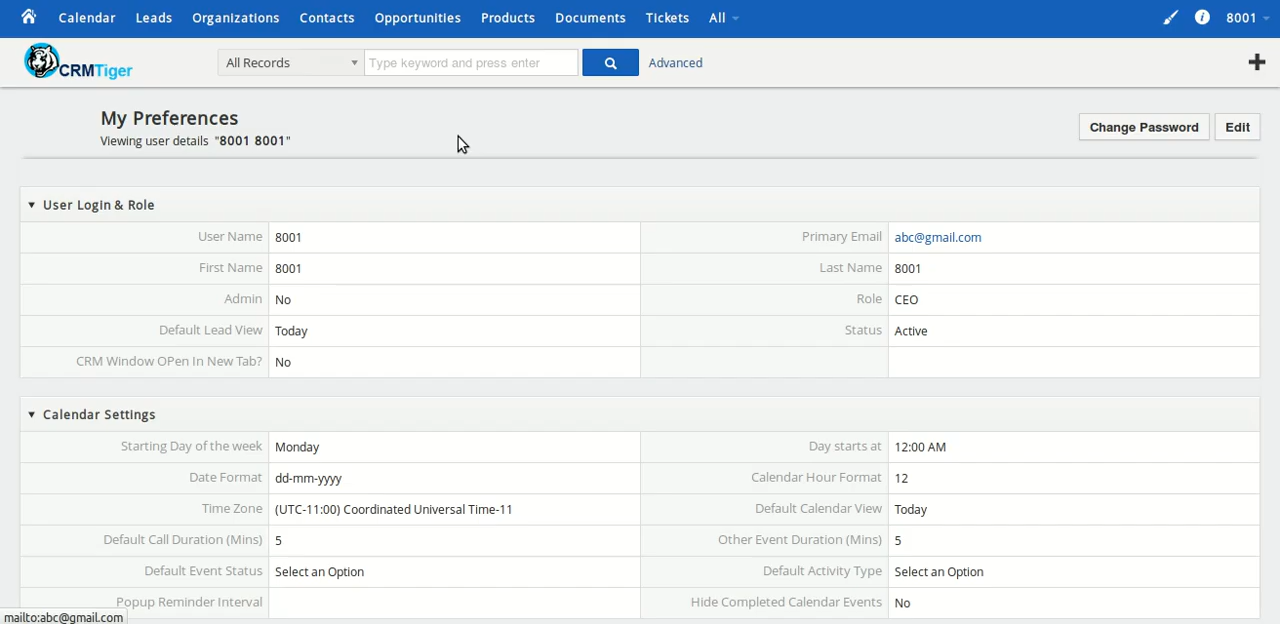 Calendar Leads Organizations Contacts Opportunities Products Documents Tickets All 8001
CRMTiger All Records Type keyword and press enter Advanced
My Preferences
Viewing user details "8001 8001"
Change Password Edit
User Login & Role
User Name 8001 Primary Email abc@gmail.com
First Name 8001 Last Name 8001
Admin No Role CEO
Default Lead View Today Status Active
CRM Window OPen In New Tab? No
Calendar Settings
Starting Day of the week Monday Day starts at 12:00 AM
Date Format dd-mm-yyyy Calendar Hour Format 12
Time Zone (UTC-11:00) Coordinated Universal Time-11 Default Calendar View Today
Default Call Duration (Mins) 5 Other Event Duration (Mins) 5
Default Event Status Select an Option Default Activity Type Select an Option
Popup Reminder Interval Hide Completed Calendar Events No
mailto:abc@gmail.com